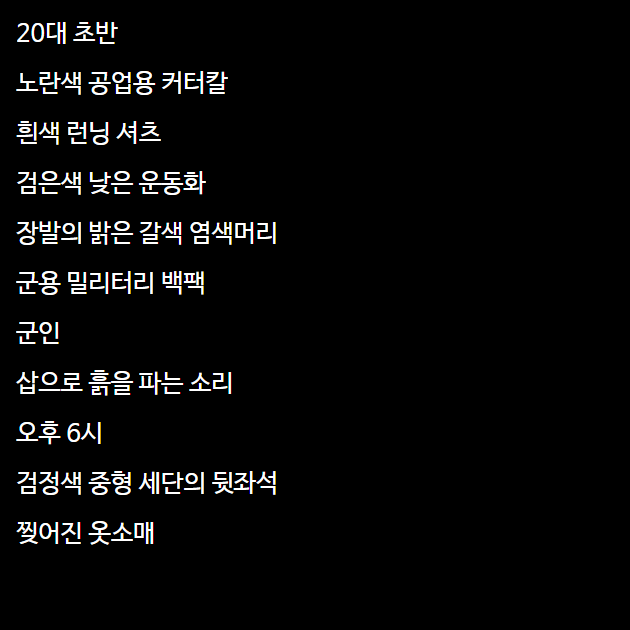 20대 초반
노란색 공업용 커터칼
흰색 런닝 셔츠
검은색 낮은 운동화
장발의 밝은 갈색 염색머리
군용 밀리터리 백팩
군인
삽으로 흙을 파는 소리
오후 6시
검정색 중형 세단의 뒷좌석
찢어진 옷소매